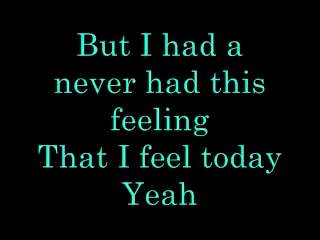 But I had a
never had this
feeling
That I feel today
Yeah